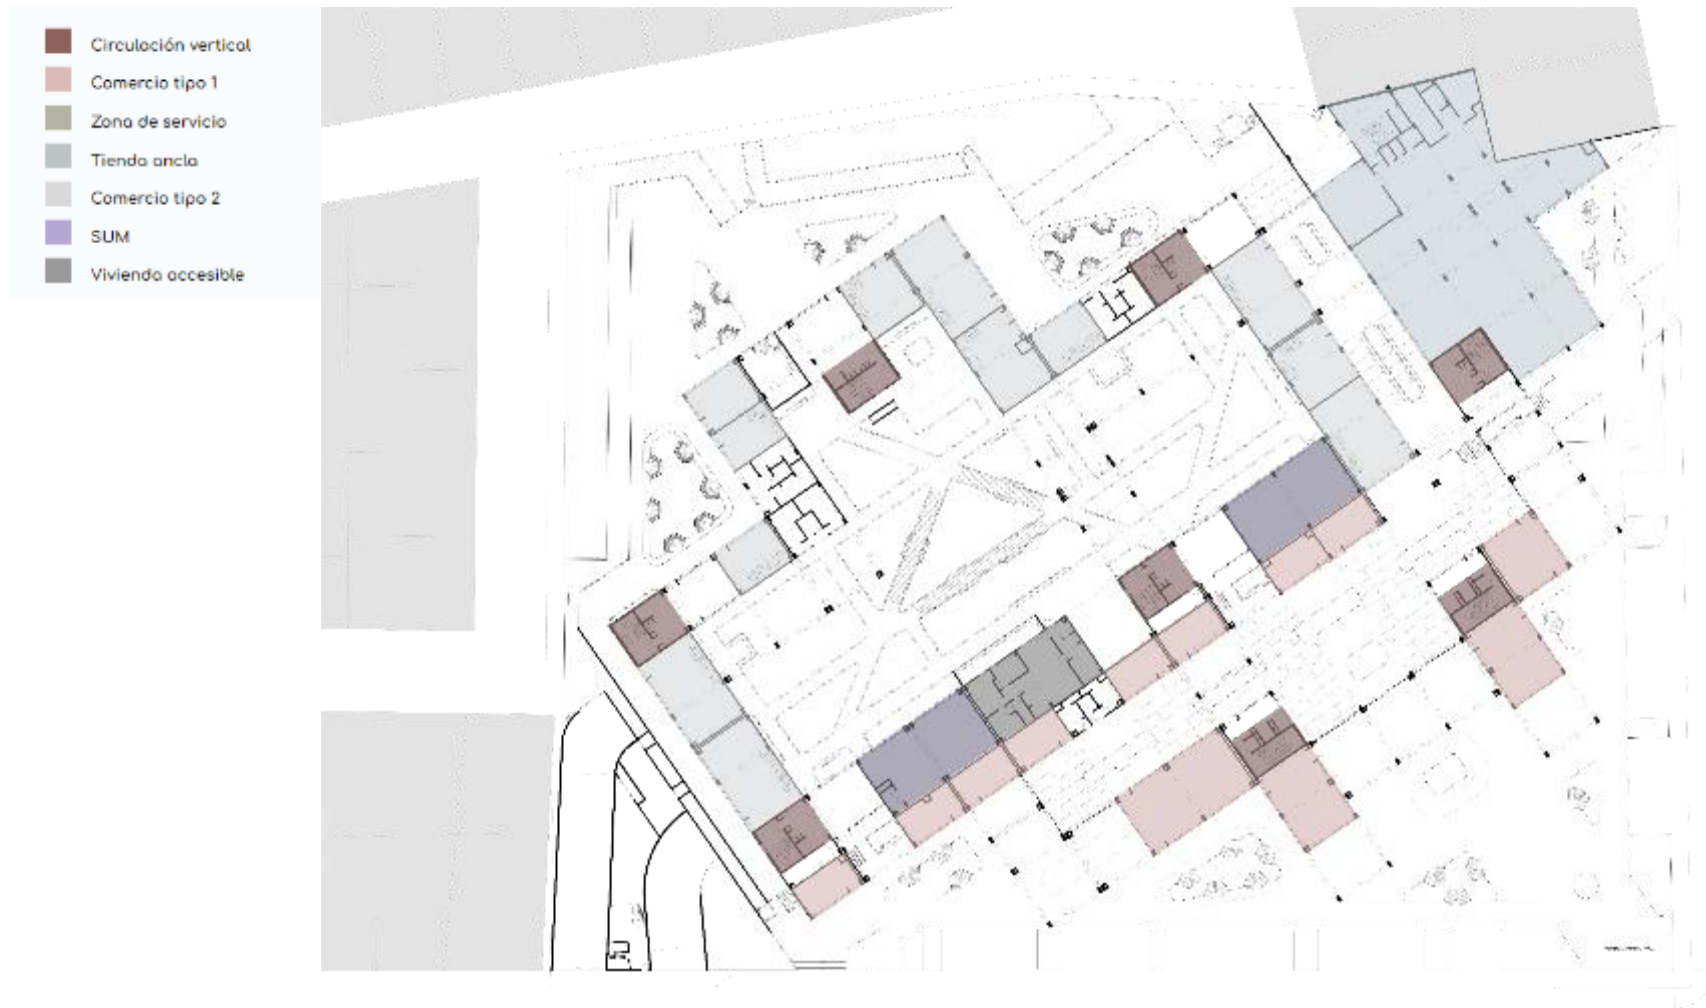 Circulación vertical
Comercio tipo 1
Zona de servicio
Tienda ancla
Comercio tipo 2
SUM
Vivienda accesible